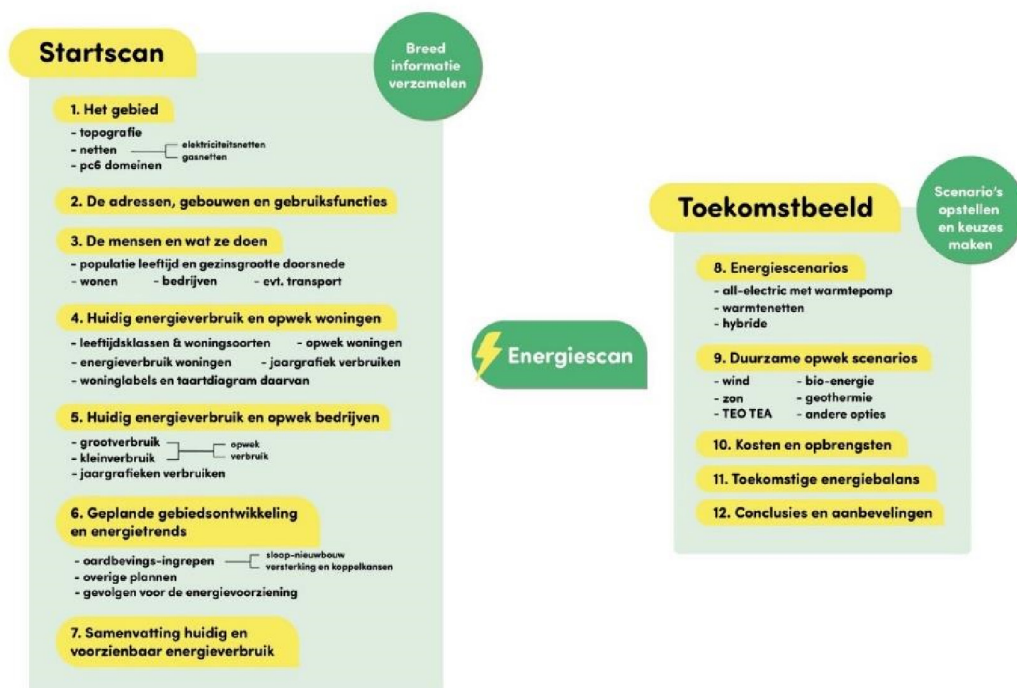 Startscan
Breed
informatie
verzamelen
1. Het gebied
- topografie
- netten
elektriciteitsnetten
gasnetten
- pc6 domeinen
2. De adressen, gebouwen en gebruiksfuncties
3. De mensen en wat ze doen
- populatie leeftijd en gezinsgrootte doorsnede
- wonen - bedrijven - evt. transport
4. Huidig energieverbruik en opwek woningen
- leeftijdsklassen & woningsoorten - opwek woningen
- energieverbruik woningen - jaargrafiek verbruiken
- woninglabels en taartdiagram daarvan
5. Huidig energieverbruik en opwek bedrijven
- grootverbruik
- kleinverbruik
opwek
verbruik
- jaargrafieken verbruiken
6. Geplande gebiedsontwikkeling
en energietrends
- aardbevings-ingrepen
sloop-nieuwbouw
versterking en koppelkansen
- overige plannen
- gevolgen voor de energievoorziening
7. Samenvatting huidig en
voorzienbaar energieverbruik
Energiescan
Toekomstbeeld
Scenario's
opstellen
en keuzes
maken
8. Energiescenarios
- all-electric met warmtepomp
- warmtenetten
- hybride
9. Duurzame opwek scenarios
- wind - bio-energie
- zon - geothermie
- TEO TEA - andere opties
10. Kosten en opbrengsten
11. Toekomstige energiebalans
12. Conclusies en aanbevelingen